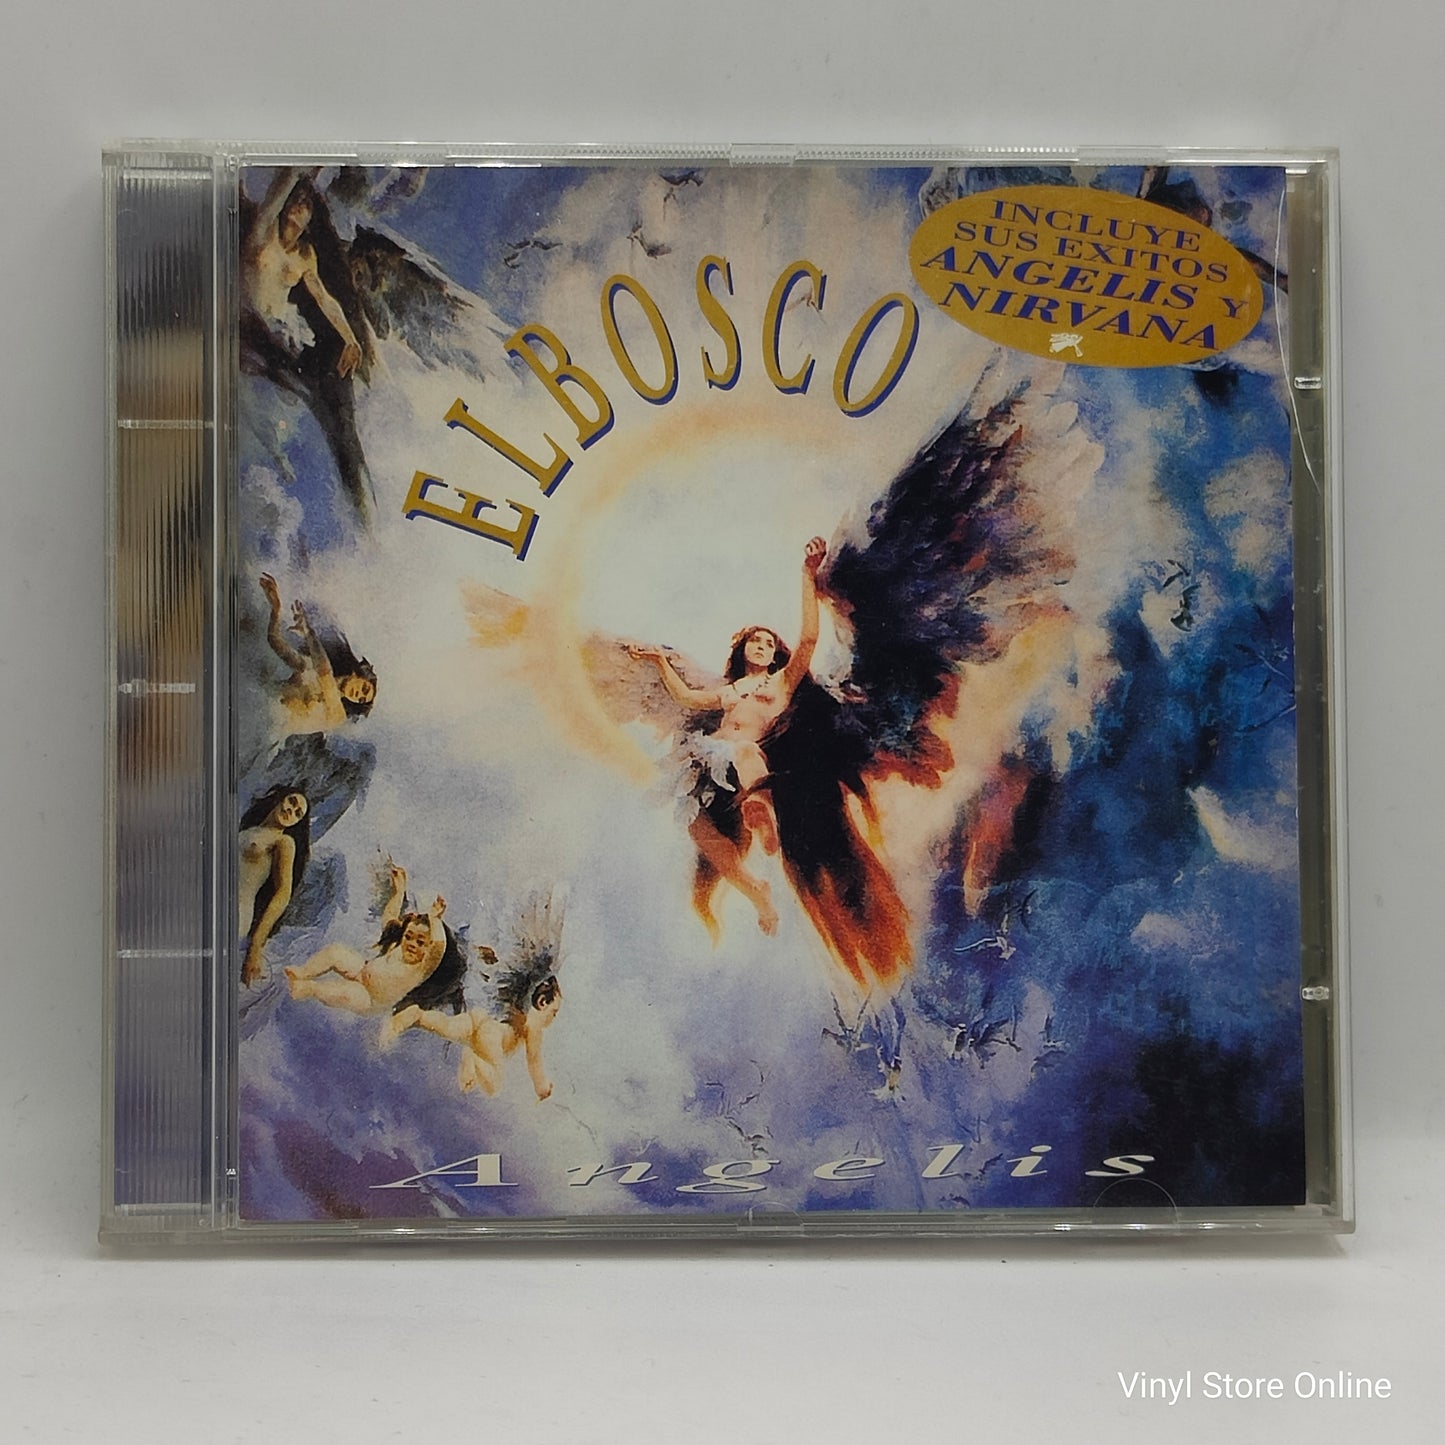 ELBOSCO
INCLUYE
SUS EXITOS
ANGELIS Y
NIRVANA
Angelis
Vinyl Store Online